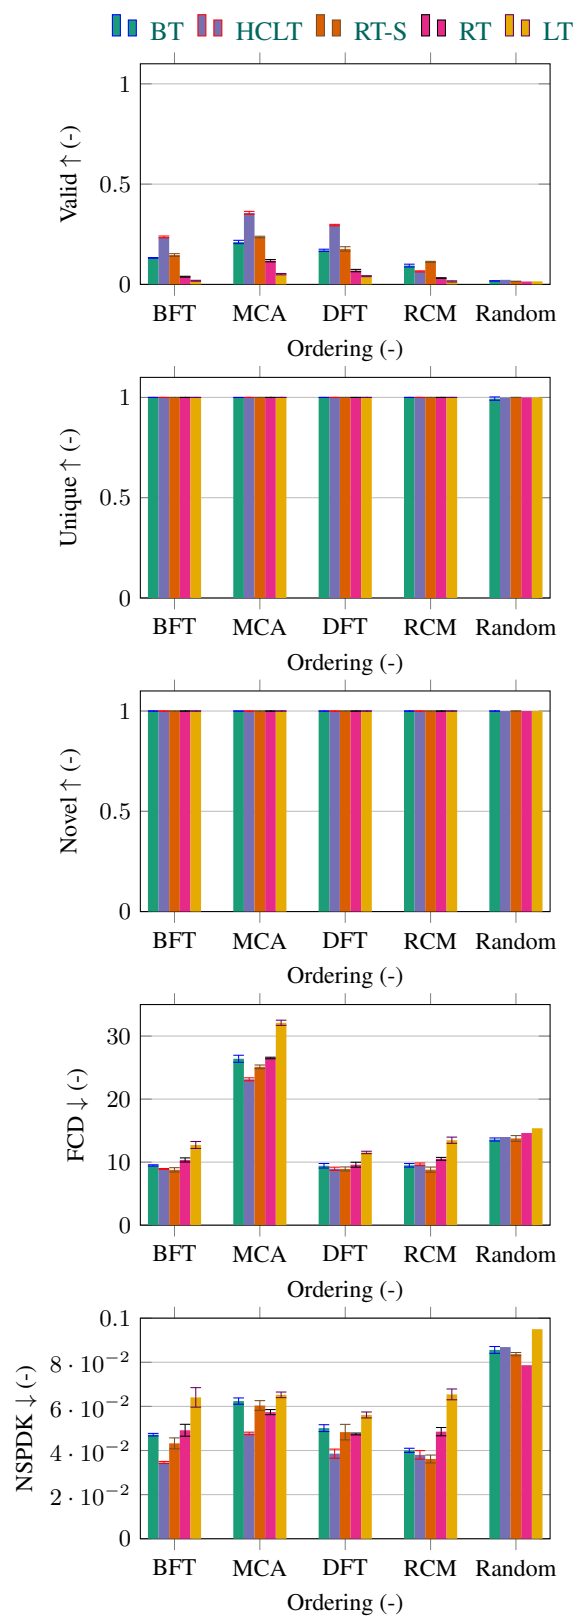 BT HCLT RT-S RT LT
1
0.5
0
Valid ↑ (-)
BFT MCA DFT RCM Random
Ordering (-)
1
0.5
0
Unique ↑ (-)
BFT MCA DFT RCM Random
Ordering (-)
1
0.5
0
Novel ↑ (-)
BFT MCA DFT RCM Random
Ordering (-)
30
20
10
0
FCD ↓ (-)
BFT MCA DFT RCM Random
Ordering (-)
0.1
8 · 10⁻²
6 · 10⁻²
4 · 10⁻²
2 · 10⁻²
0
NSPDK ↓ (-)
BFT MCA DFT RCM Random
Ordering (-)